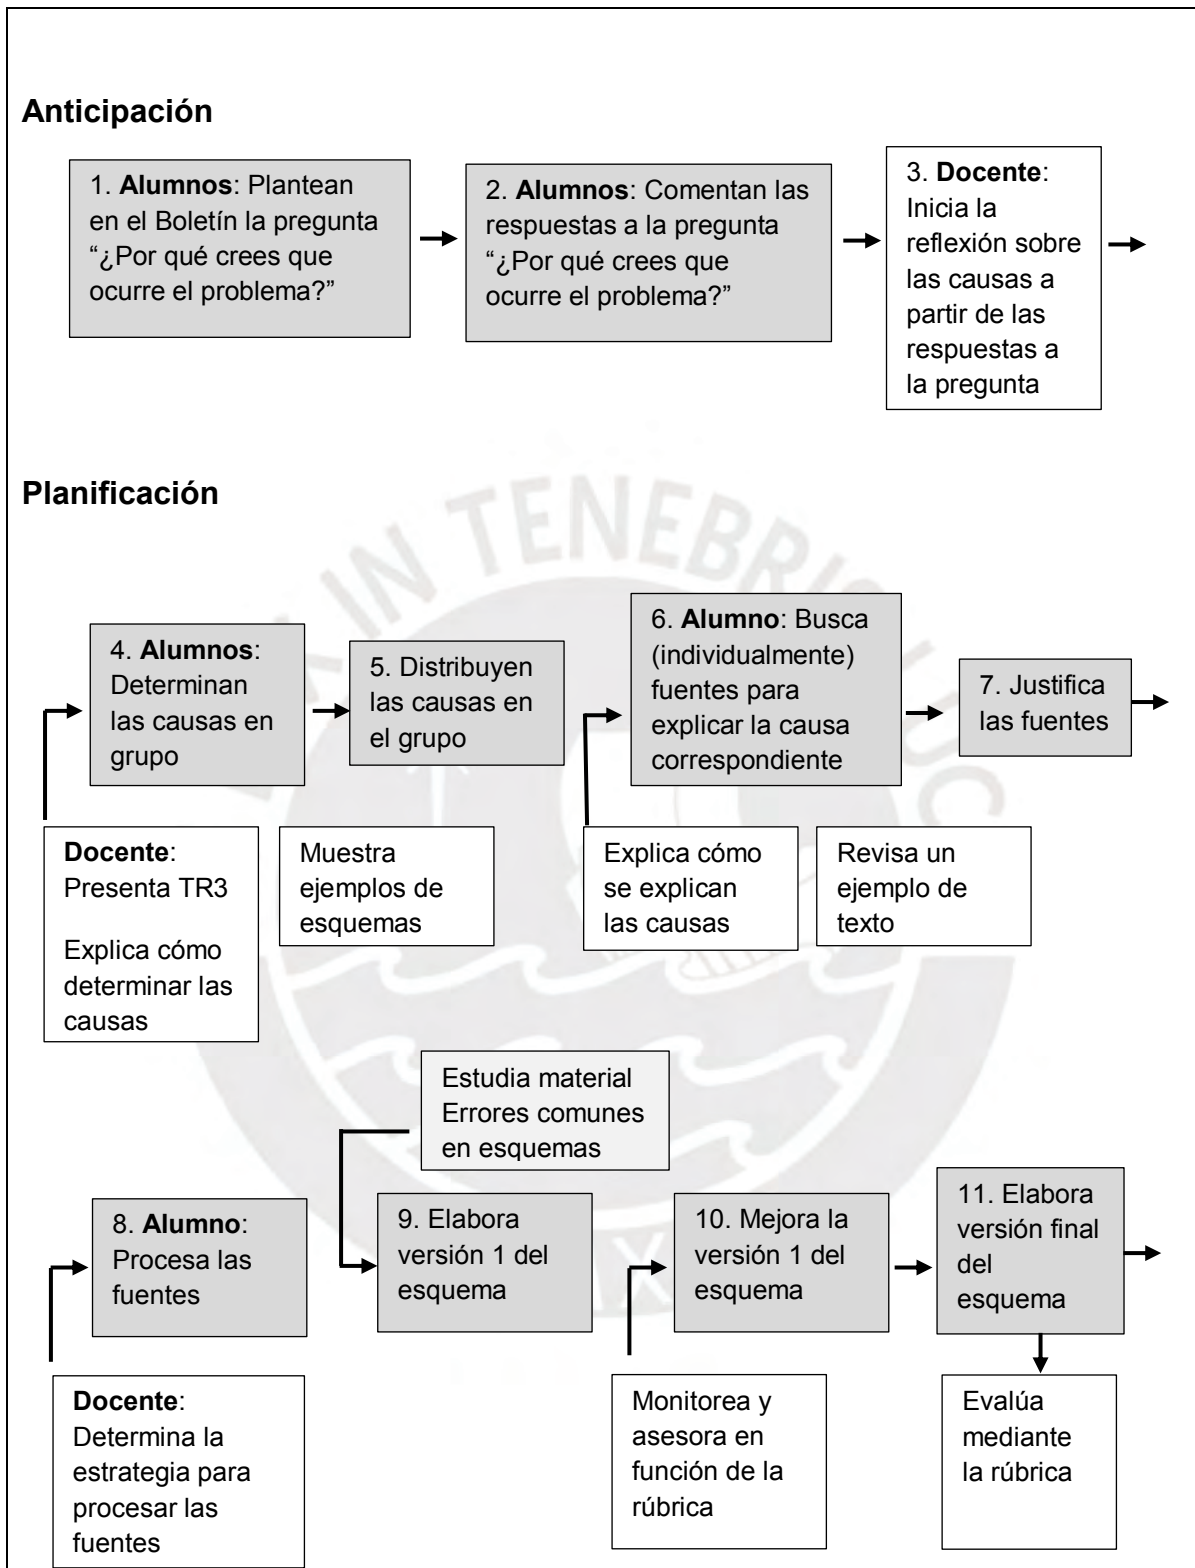 Anticipación
1. Alumnos: Plantean
en el Boletín la pregunta
“¿Por qué crees que
ocurre el problema?”
2. Alumnos: Comentan las
respuestas a la pregunta
“¿Por qué crees que
ocurre el problema?”
3. Docente:
Inicia la
reflexión sobre
las causas a
partir de las
respuestas a
la pregunta
Planificación
4. Alumnos:
Determinan
las causas en
grupo
5. Distribuyen
las causas en
el grupo
6. Alumno: Busca
(individualmente)
fuentes para
explicar la causa
correspondiente
7. Justifica
las fuentes
Docente:
Presenta TR3
Explica cómo
determinar las
causas
Muestra
ejemplos de
esquemas
Explica cómo
se explican
las causas
Revisa un
ejemplo de
texto
Estudia material
Errores comunes
en esquemas
8. Alumno:
Procesa las
fuentes
9. Elabora
versión 1 del
esquema
10. Mejora la
versión 1 del
esquema
11. Elabora
versión final
del
esquema
Docente:
Determina la
estrategia para
procesar las
fuentes
Monitorea y
asesora en
función de la
rúbrica
Evalúa
mediante
la rúbrica
IN TENEBRIS